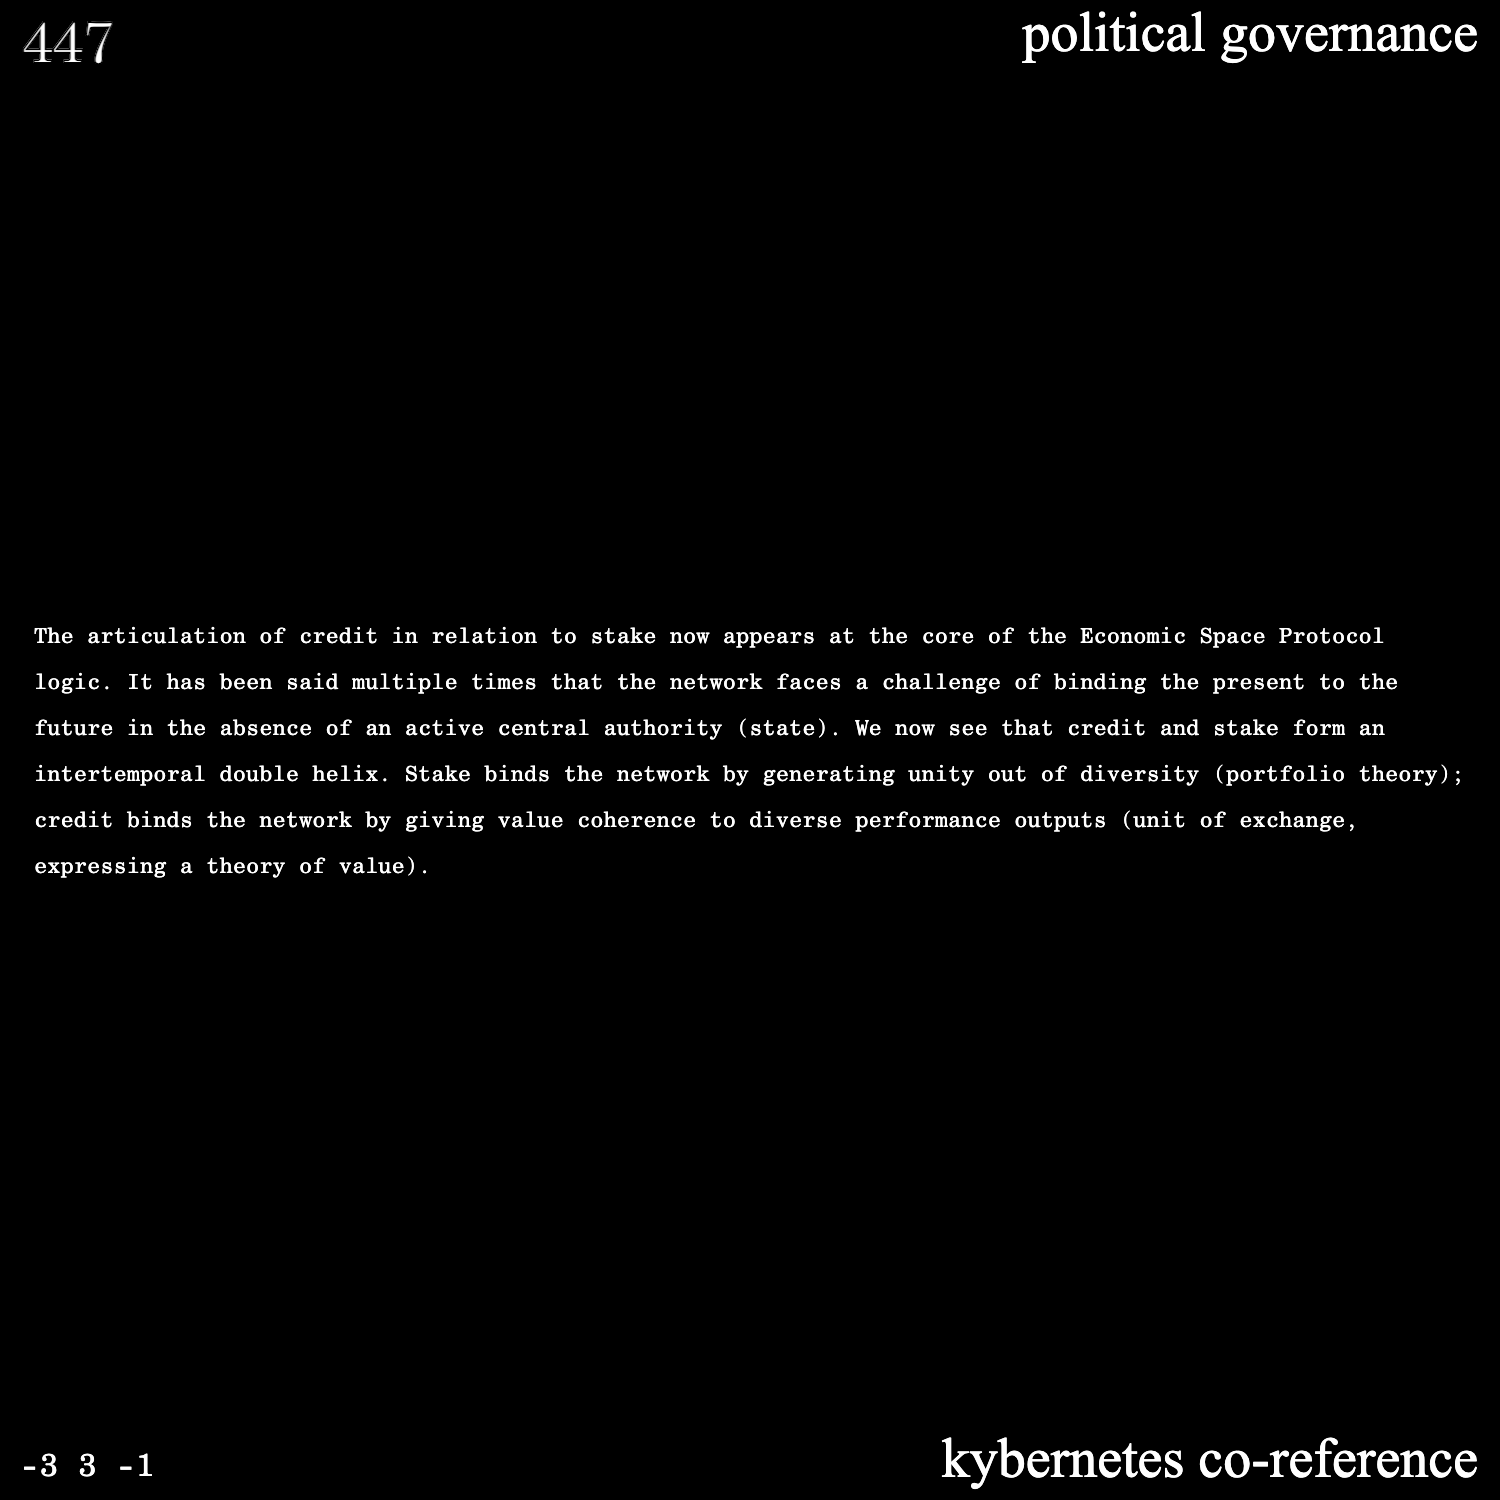 447
political governance
The articulation of credit in relation to stake now appears at the core of the Economic Space Protocol
logic. It has been said multiple times that the network faces a challenge of binding the present to the
future in the absence of an active central authority (state). We now see that credit and stake form an
intertemporal double helix. Stake binds the network by generating unity out of diversity (portfolio theory);
credit binds the network by giving value coherence to diverse performance outputs (unit of exchange,
expressing a theory of value).
-3 3 -1
kybernetes co-reference